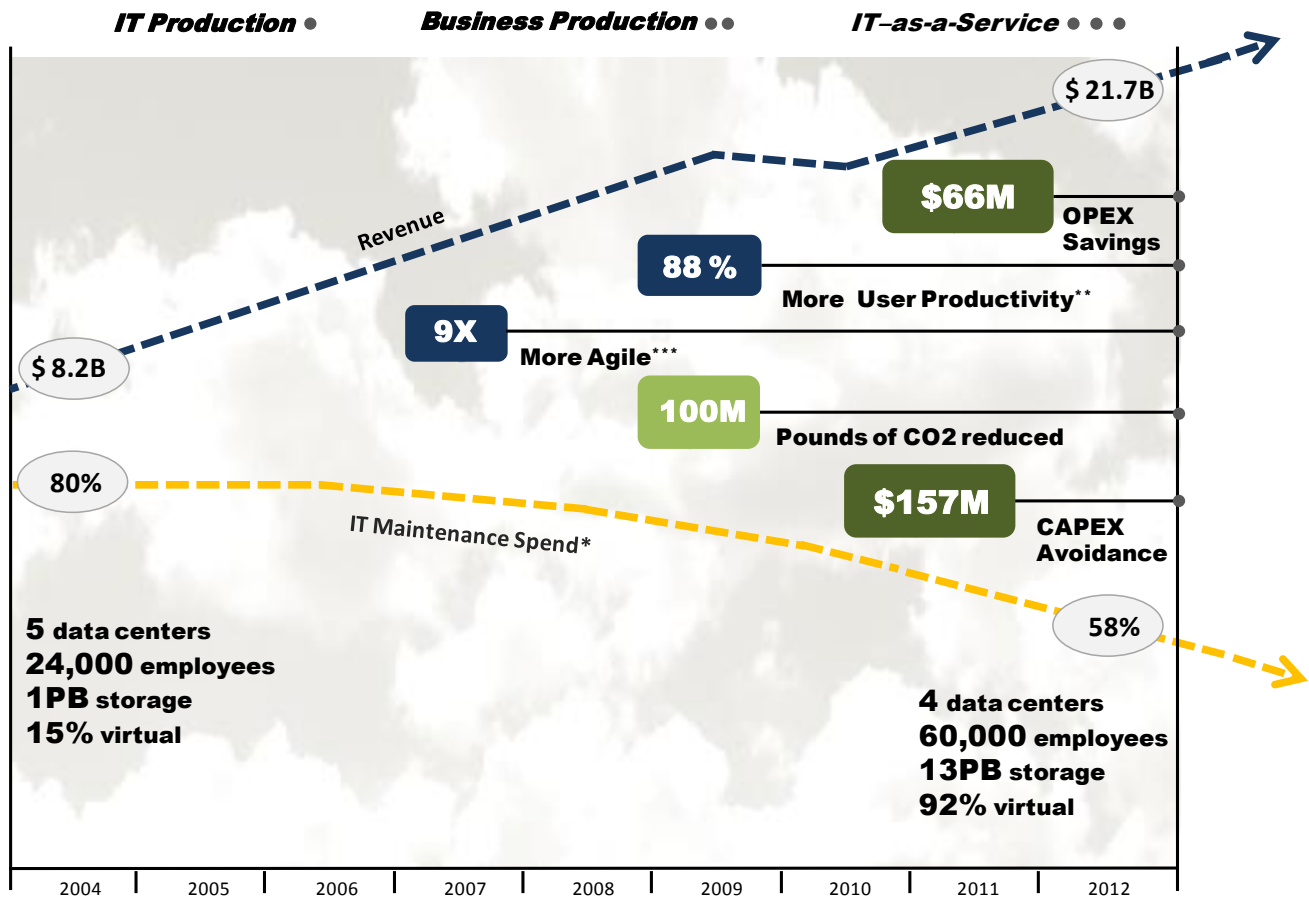 IT Production
Business Production
IT–as-a-Service
$ 21.7B
$66M
OPEX
Savings
Revenue
88 %
More User Productivity**
9X
More Agile***
$ 8.2B
100M
Pounds of CO2 reduced
80%
$157M
CAPEX
Avoidance
IT Maintenance Spend*
58%
5 data centers
24,000 employees
1PB storage
15% virtual
4 data centers
60,000 employees
13PB storage
92% virtual
2004 2005 2006 2007 2008 2009 2010 2011 2012